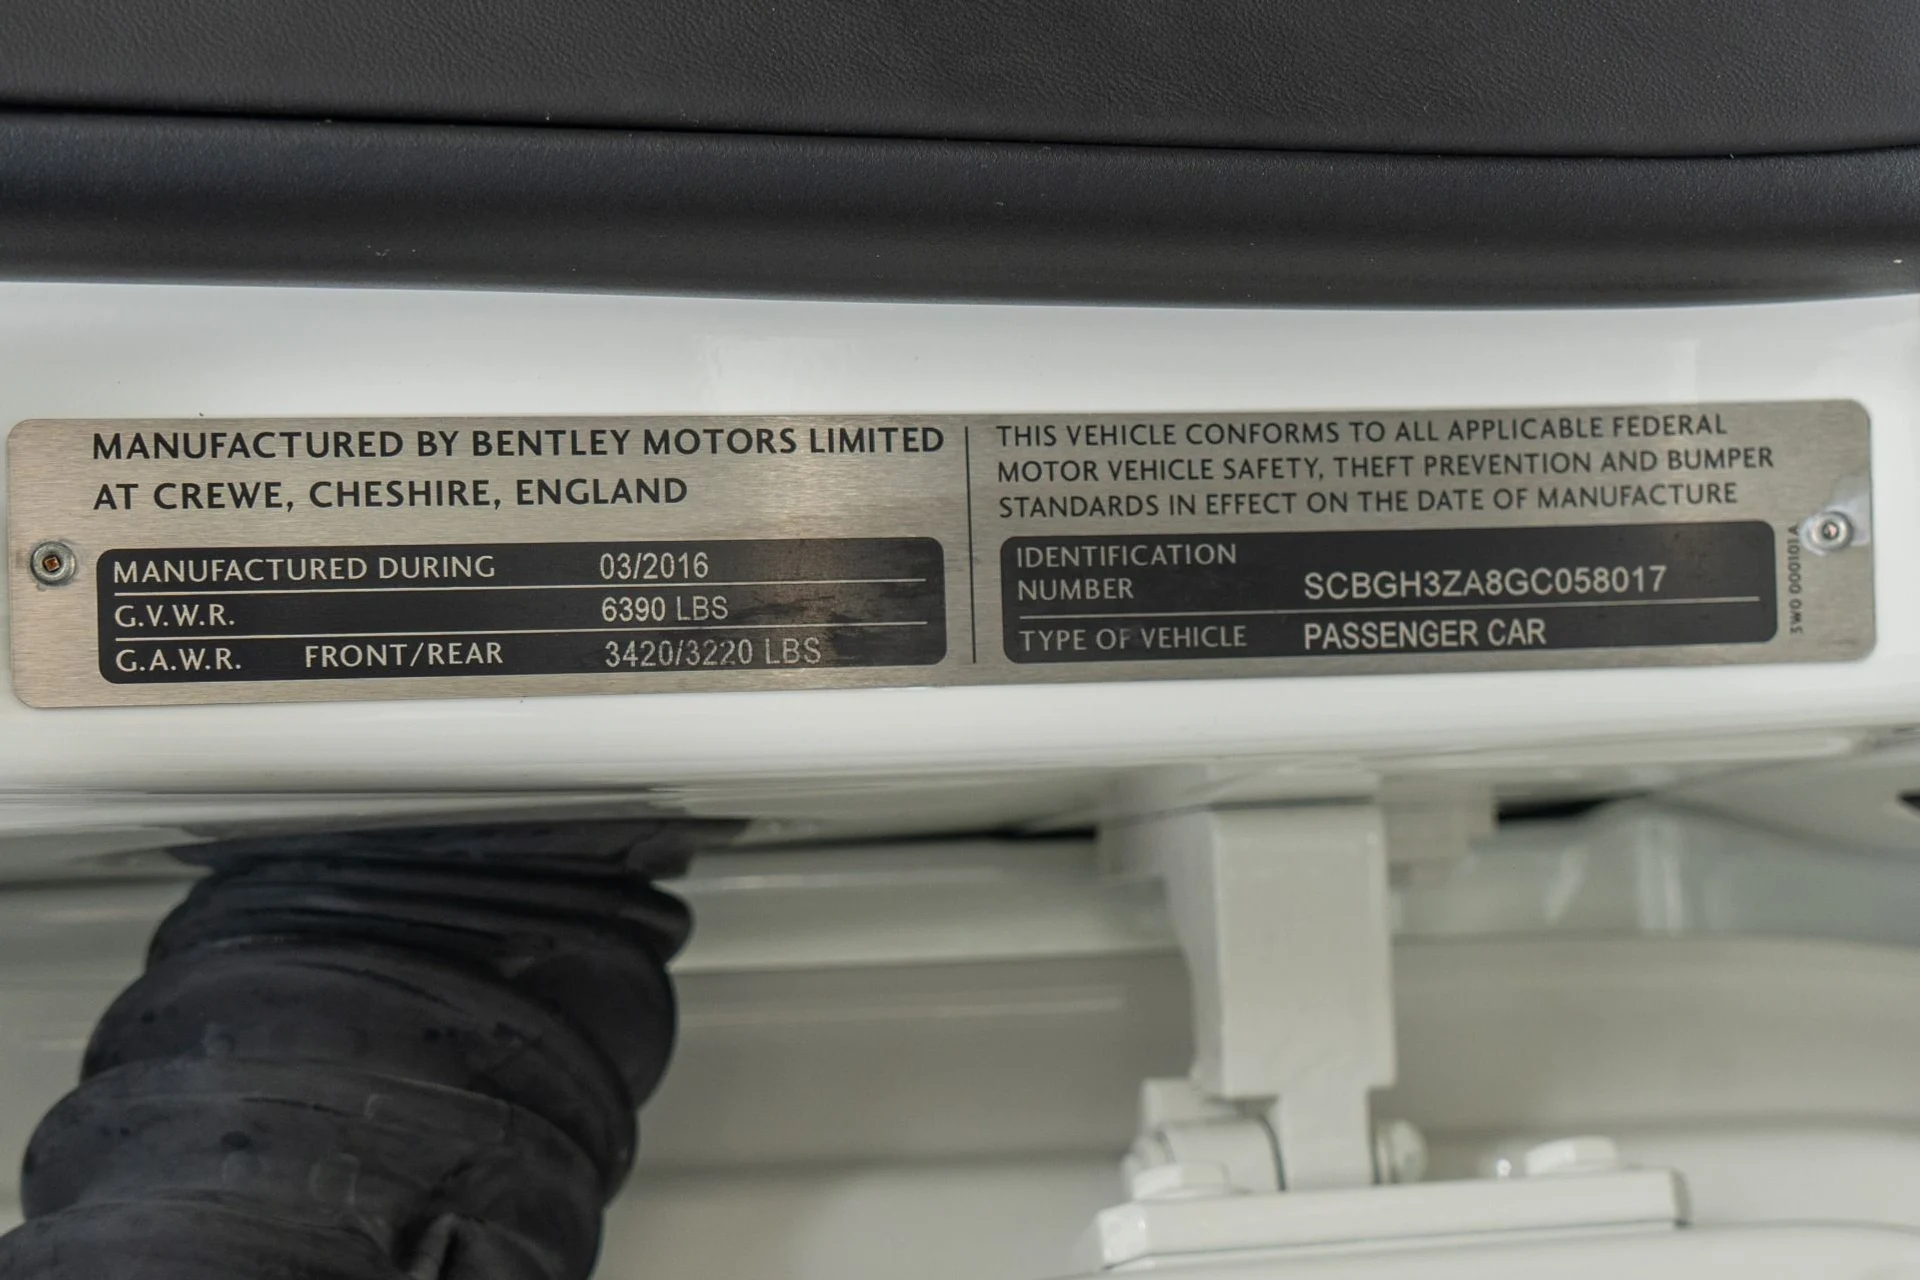 MANUFACTURED BY BENTLEY MOTORS LIMITED
AT CREWE, CHESHIRE, ENGLAND
MANUFACTURED DURING 03/2016
G.V.W.R. 6390 LBS
G.A.W.R. FRONT/REAR 3420/3220 LBS
THIS VEHICLE CONFORMS TO ALL APPLICABLE FEDERAL
MOTOR VEHICLE SAFETY, THEFT PREVENTION AND BUMPER
STANDARDS IN EFFECT ON THE DATE OF MANUFACTURE
IDENTIFICATION
NUMBER SCBGH3ZA8GC058017
TYPE OF VEHICLE PASSENGER CAR
3W0 000101 A